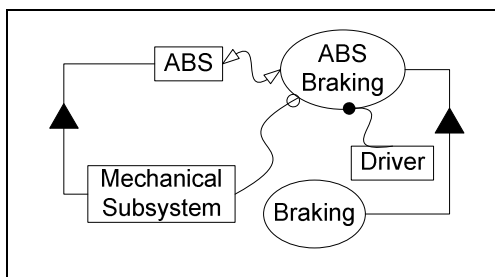 ABS
ABS
Braking
Driver
Mechanical
Subsystem
Braking